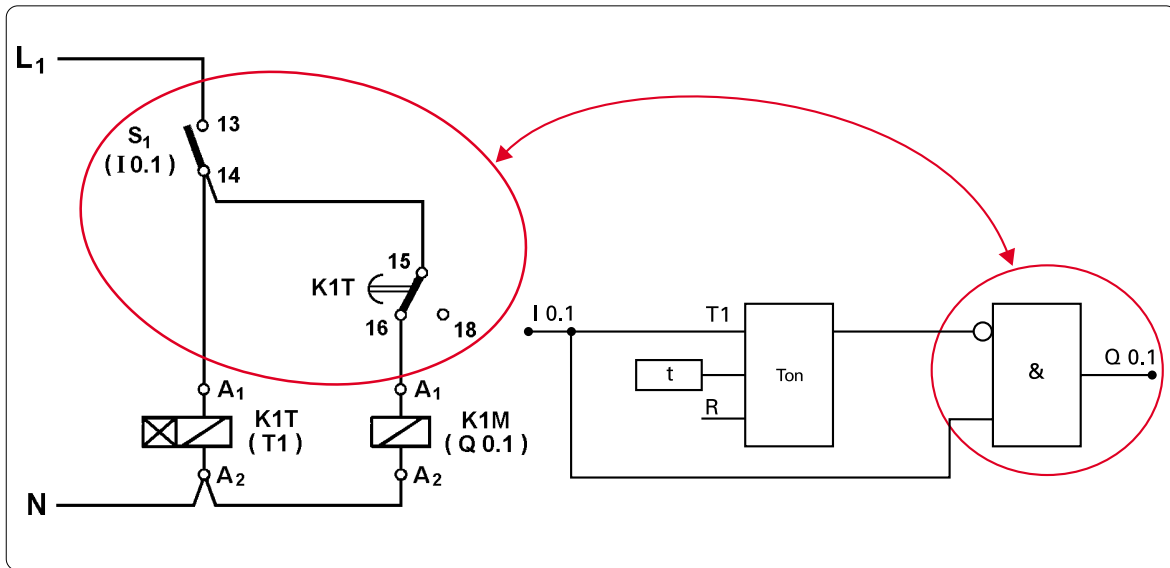 L1
13
S1
( I 0.1 )
14
15
K1T
16
18
A1
A1
K1T
( T1 )
K1M
( Q 0.1 )
A2
A2
N
I 0.1
T1
t
Ton
R
&
Q 0.1